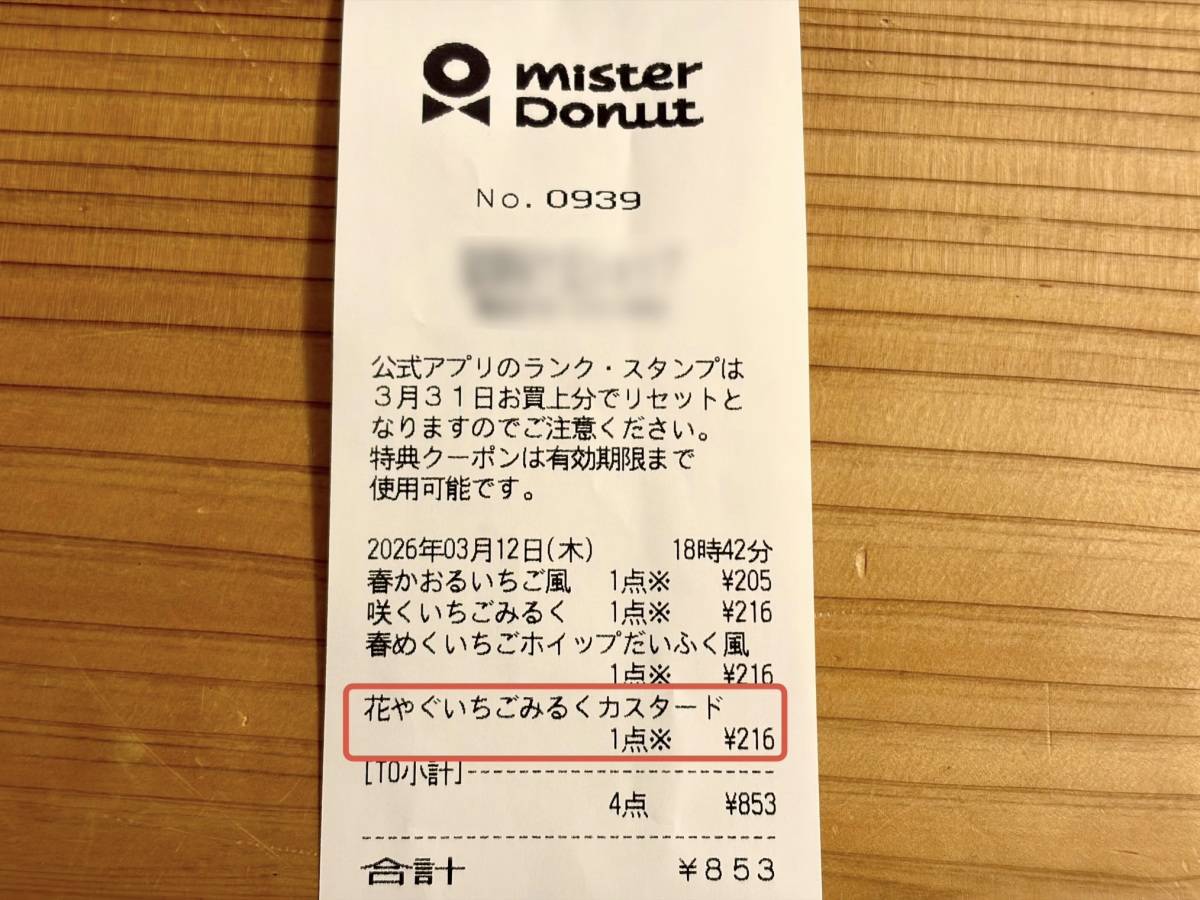 mister
Donut
No. 0939
公式アプリのランク・スタンプは
3月31日お買上分でリセットと
なりますのでご注意ください。
特典クーポンは有効期限まで
使用可能です。
2026年03月12日(木) 18時42分
春かおるいちご風 1点※ ¥205
咲くいちごみるく 1点※ ¥216
春めくいちごホイップだいふく風
1点※ ¥216
花やぐいちごみるくカスタード
1点※ ¥216
[TO小計]
4点 ¥853
合計 ¥853